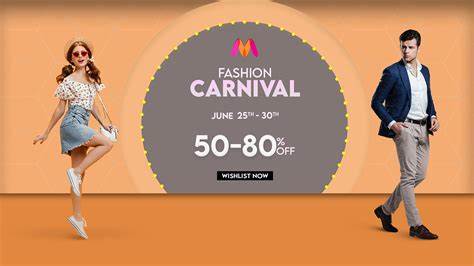 FASHION
CARNIVAL
JUNE 25TH - 30TH
50-80% OFF
WISHLIST NOW